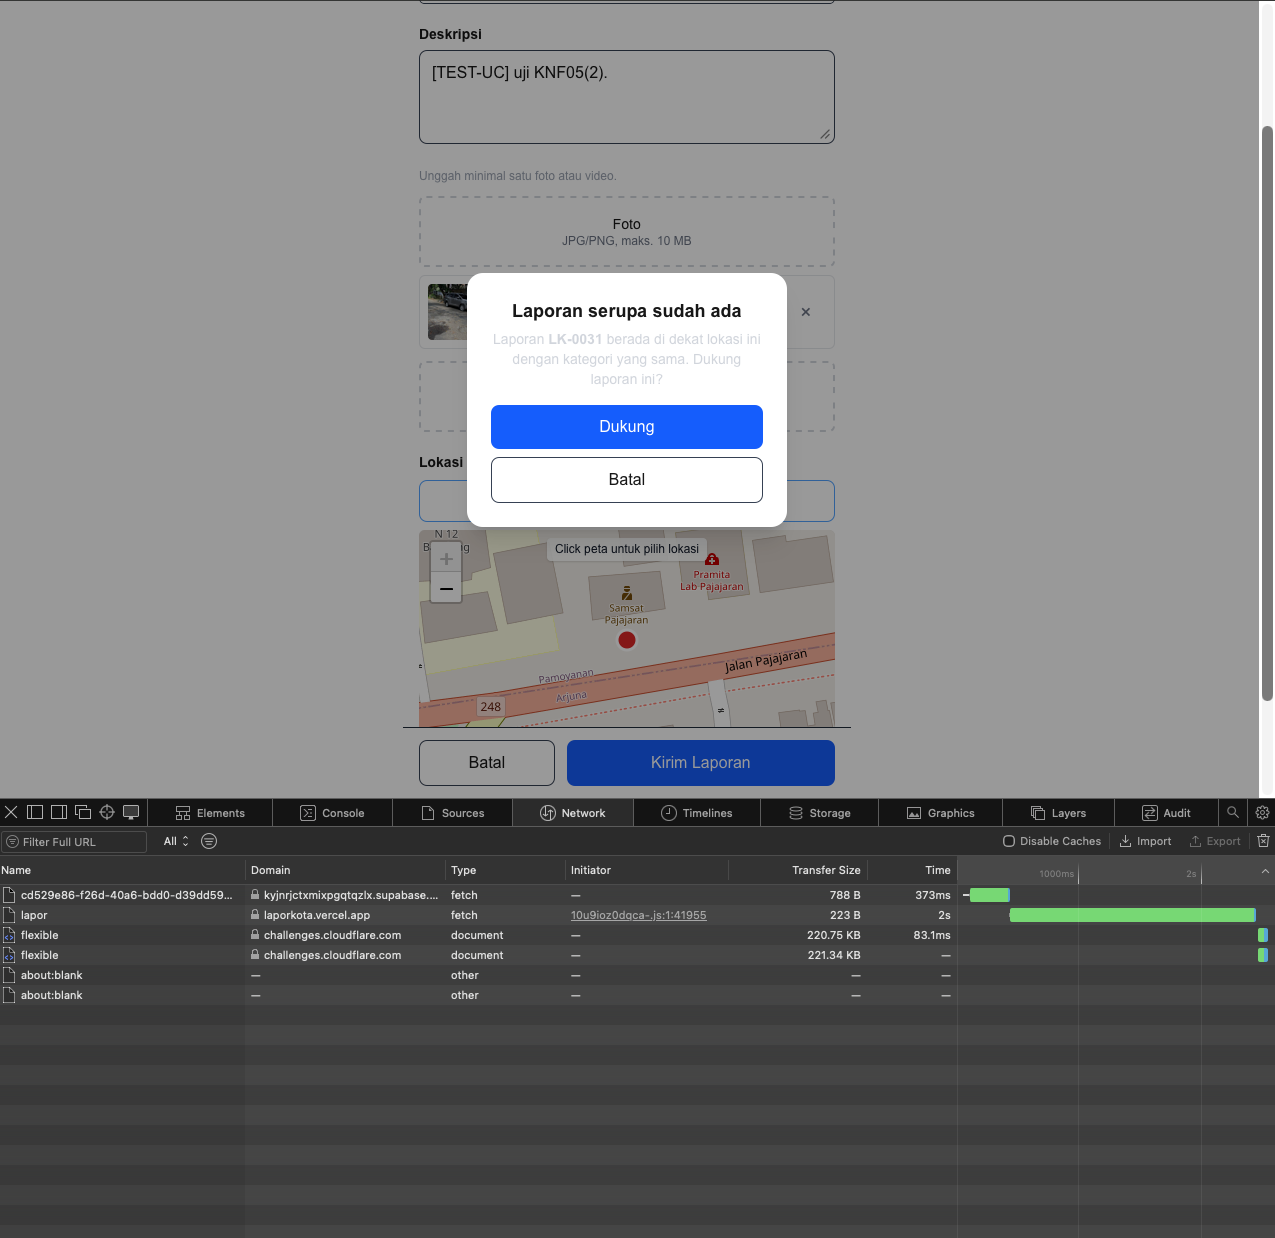 Deskripsi
[TEST-UC] uji KNF05(2).
Unggah minimal satu foto atau video.
Foto
JPG/PNG, maks. 10 MB
×
Laporan serupa sudah ada
Laporan LK-0031 berada di dekat lokasi ini
dengan kategori yang sama. Dukung
laporan ini?
Dukung
Batal
Lokasi
N 12
+
−
Click peta untuk pilih lokasi
Pramita
Lab Pajajaran
Samsat
Pajajaran
Jalan Pajajaran
Pamoyanan
Arjuna
248
Batal
Kirim Laporan
Elements
Console
Sources
Network
Timelines
Storage
Graphics
Layers
Audit
Filter Full URL
All
Disable Caches
Import
Export
Name Domain Type Initiator Transfer Size Time 1000ms 2s
cd529e86-f26d-40a6-bdd0-d39dd59... kyjnrjctxmixpgqtqzlx.supabase.... fetch — 788 B 373ms
lapor laporkota.vercel.app fetch 10u9ioz0dqca-.js:1:41955 223 B 2s
flexible challenges.cloudflare.com document — 220.75 KB 83.1ms
flexible challenges.cloudflare.com document — 221.34 KB —
about:blank — other — — —
about:blank — other — — —